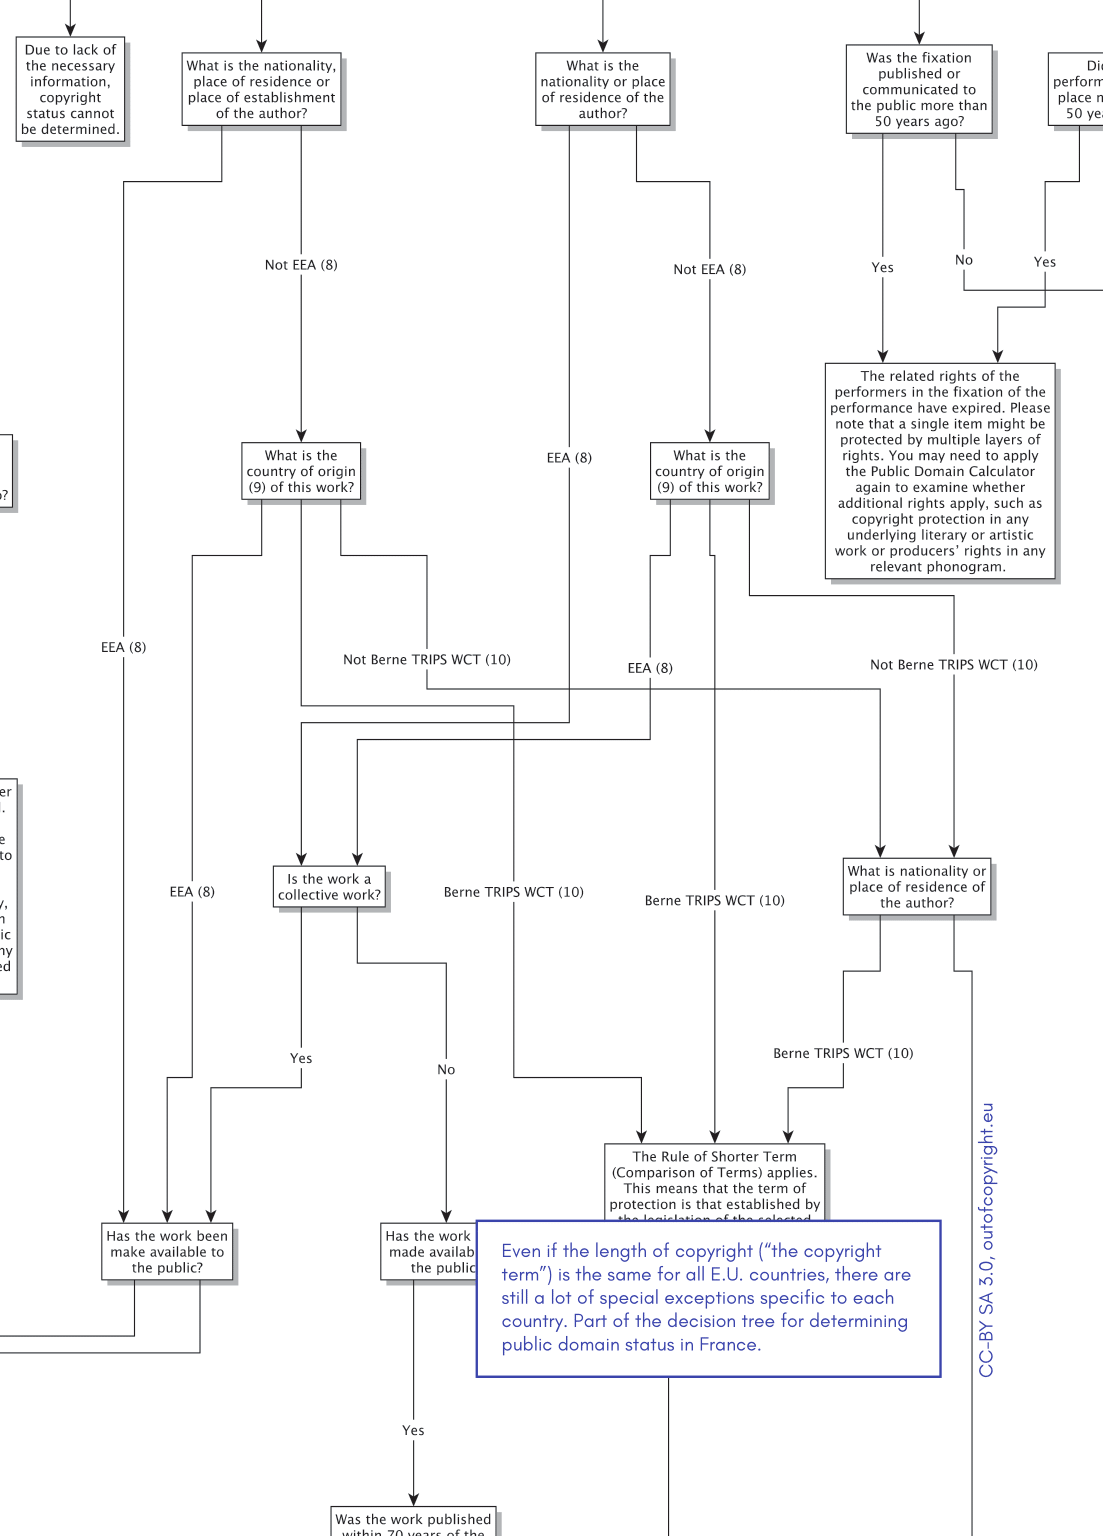 Due to lack of
the necessary
information,
copyright
status cannot
be determined.
What is the nationality,
place of residence or
place of establishment
of the author?
What is the
nationality or place
of residence of the
author?
Was the fixation
published or
communicated to
the public more than
50 years ago?
place
50
Not EEA (8)
Not EEA (8)
Yes
No
Yes
The related rights of the
performers in the fixation of the
performance have expired. Please
note that a single item might be
protected by multiple layers of
rights. You may need to apply
the Public Domain Calculator
again to examine whether
additional rights apply, such as
copyright protection in any
underlying literary or artistic
work or producers' rights in any
relevant phonogram.
What is the
country of origin
(9) of this work?
EEA (8)
What is the
country of origin
(9) of this work?
EEA (8)
Not Berne TRIPS WCT (10)
EEA (8)
Not Berne TRIPS WCT (10)
to
Is the work a
collective work?
EEA (8)
Berne TRIPS WCT (10)
Berne TRIPS WCT (10)
What is nationality or
place of residence of
the author?
Yes
No
Berne TRIPS WCT (10)
The Rule of Shorter Term
(Comparison of Terms) applies.
This means that the term of
protection is that established by
the legislation of the selected
Has the work been
make available to
the public?
Has the work
made
the public
Even if the length of copyright (“the copyright
term”) is the same for all E.U. countries, there are
still a lot of special exceptions specific to each
country. Part of the decision tree for determining
public domain status in France.
CC-BY SA 3.0, outofcopyright.eu
Yes
Was the work published
within 70 years of the